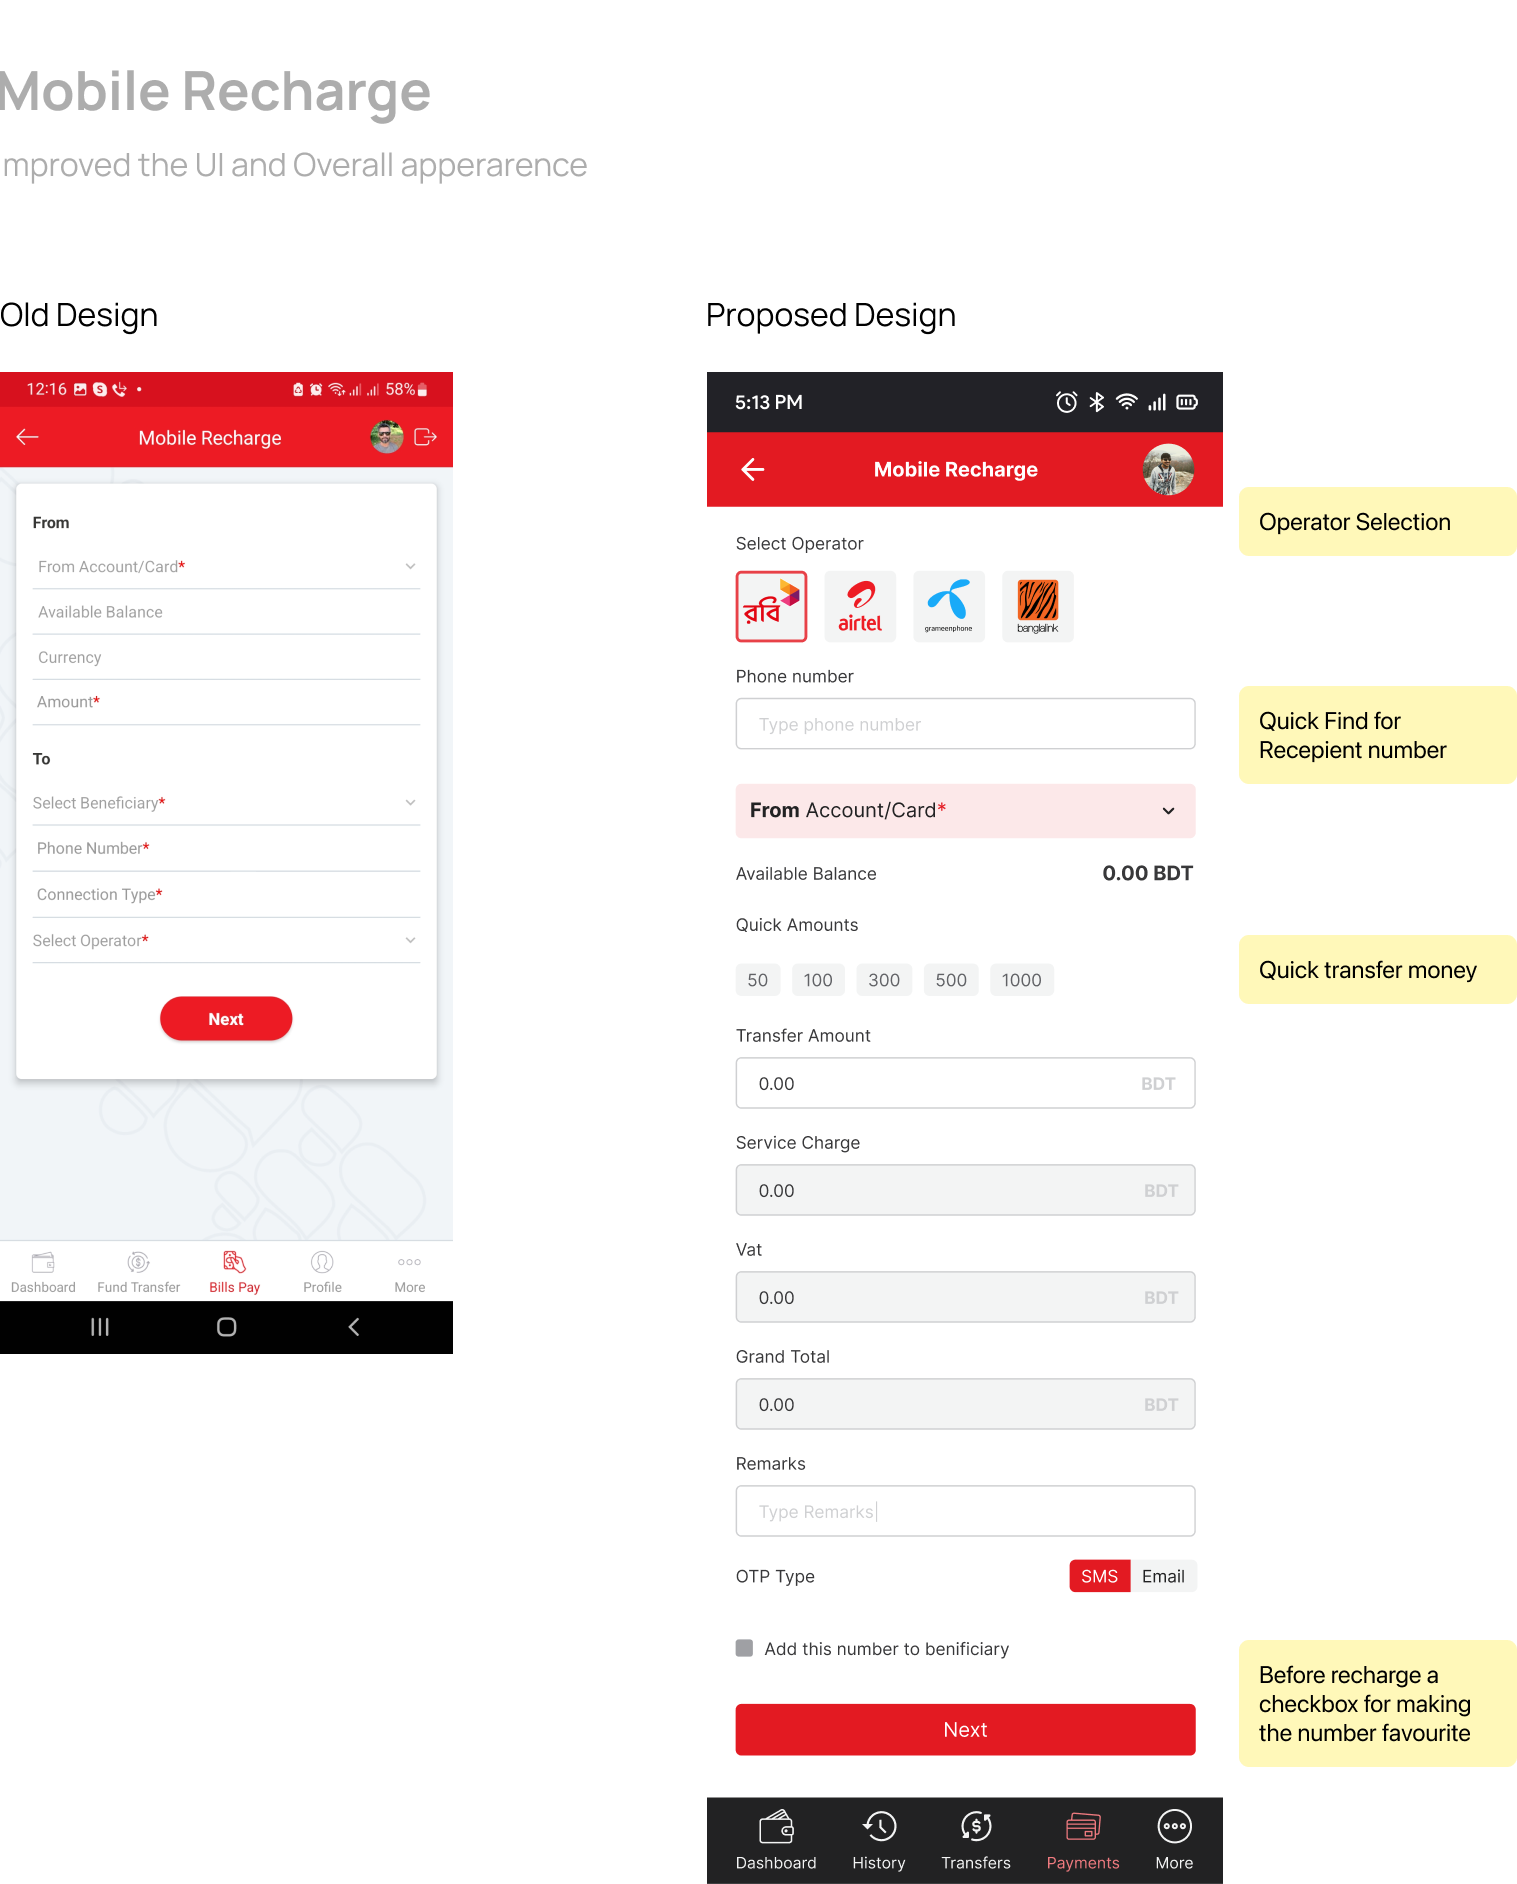 Mobile Recharge
mproved the UI and Overall apperarence
Old Design
Proposed Design
12:16
58%
Mobile Recharge
From
From Account/Card*
Available Balance
Currency
Amount*
To
Select Beneficiary*
Phone Number*
Connection Type*
Select Operator*
Next
Dashboard
Fund Transfer
Bills Pay
Profile
More
5:13 PM
Mobile Recharge
Select Operator
রবি
airtel
grameenphone
banglalink
Phone number
Type phone number
From Account/Card*
Available Balance
0.00 BDT
Quick Amounts
50
100
300
500
1000
Transfer Amount
0.00
BDT
Service Charge
0.00
BDT
Vat
0.00
BDT
Grand Total
0.00
BDT
Remarks
Type Remarks
OTP Type
SMS
Email
Add this number to benificiary
Next
Dashboard
History
Transfers
Payments
More
Operator Selection
Quick Find for
Recepient number
Quick transfer money
Before recharge a
checkbox for making
the number favourite